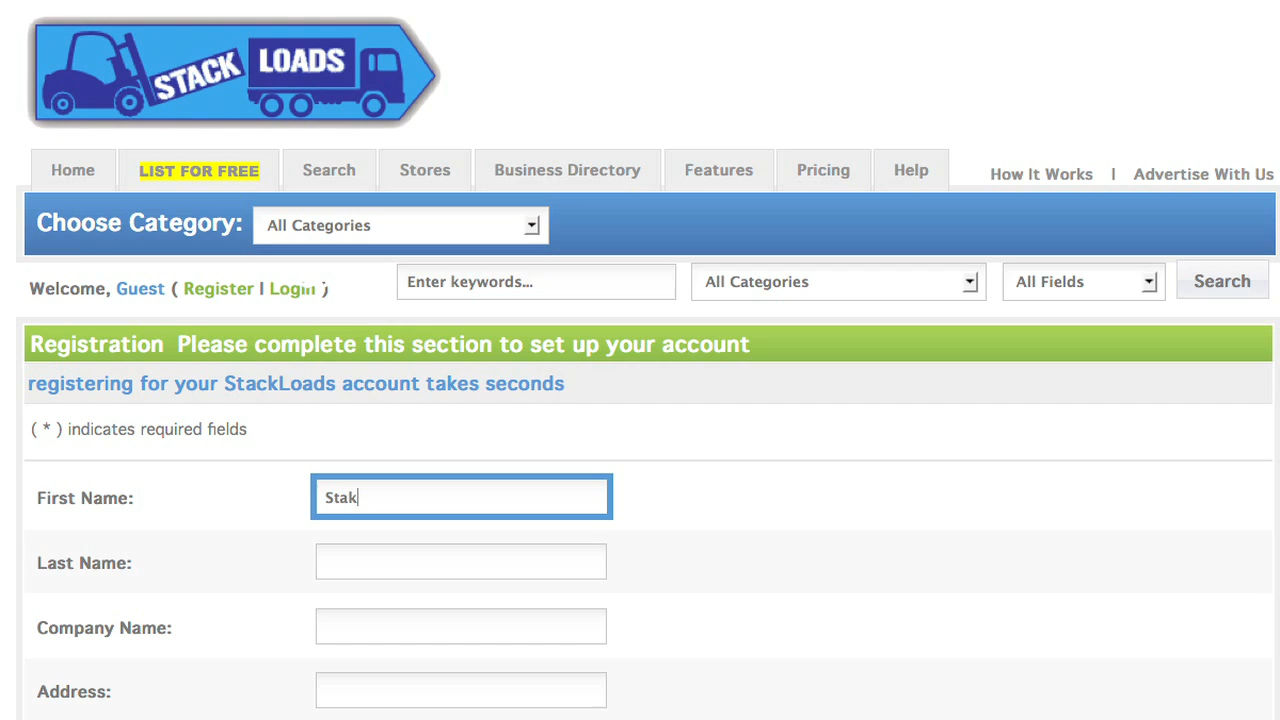 STACK LOADS
Home LIST FOR FREE Search Stores Business Directory Features Pricing Help How It Works | Advertise With Us
Choose Category: All Categories
Welcome, Guest ( Register | Login ) Enter keywords... All Categories All Fields Search
Registration Please complete this section to set up your account
registering for your StackLoads account takes seconds
( * ) indicates required fields
First Name: Stak
Last Name:
Company Name:
Address: